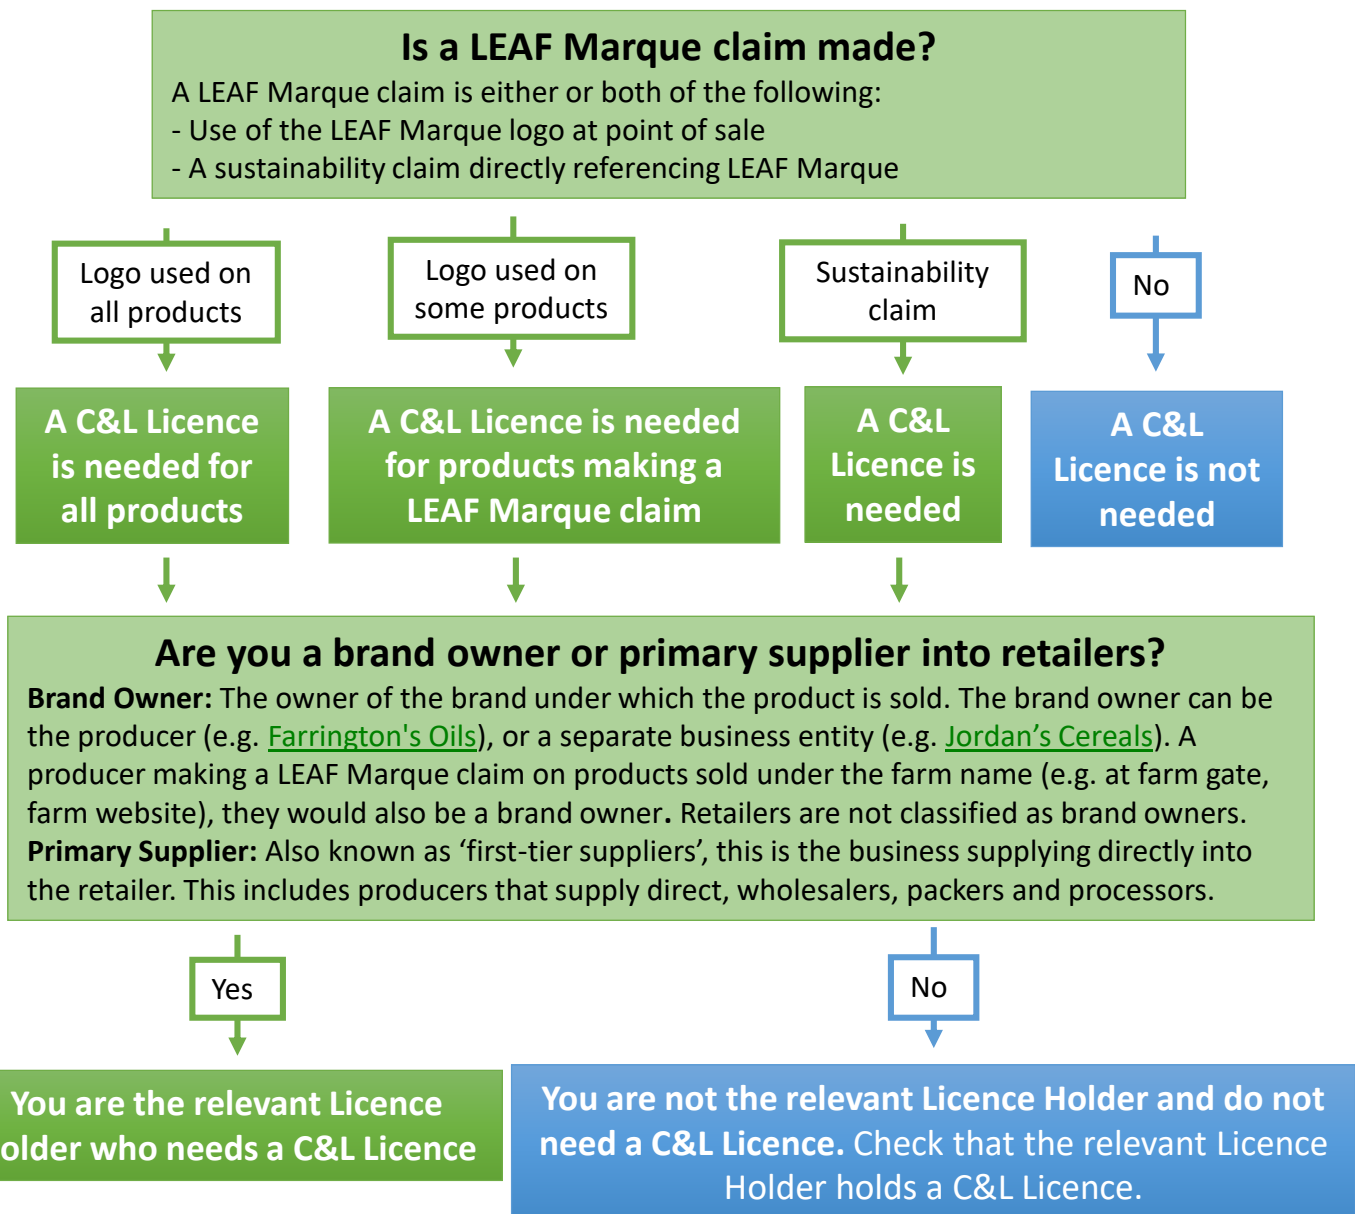 Is a LEAF Marque claim made?
A LEAF Marque claim is either or both of the following:
- Use of the LEAF Marque logo at point of sale
- A sustainability claim directly referencing LEAF Marque
Logo used on
all products
Logo used on
some products
Sustainability
claim
No
A C&L Licence
is needed for
all products
A C&L Licence is needed
for products making a
LEAF Marque claim
A C&L
Licence is
needed
A C&L
Licence is not
needed
Are you a brand owner or primary supplier into retailers?
Brand Owner: The owner of the brand under which the product is sold. The brand owner can be
the producer (e.g. Farrington's Oils), or a separate business entity (e.g. Jordan’s Cereals). A
producer making a LEAF Marque claim on products sold under the farm name (e.g. at farm gate,
farm website), they would also be a brand owner. Retailers are not classified as brand owners.
Primary Supplier: Also known as ‘first-tier suppliers’, this is the business supplying directly into
the retailer. This includes producers that supply direct, wholesalers, packers and processors.
Yes
No
You are the relevant Licence
older who needs a C&L Licence
You are not the relevant Licence Holder and do not
need a C&L Licence. Check that the relevant Licence
Holder holds a C&L Licence.